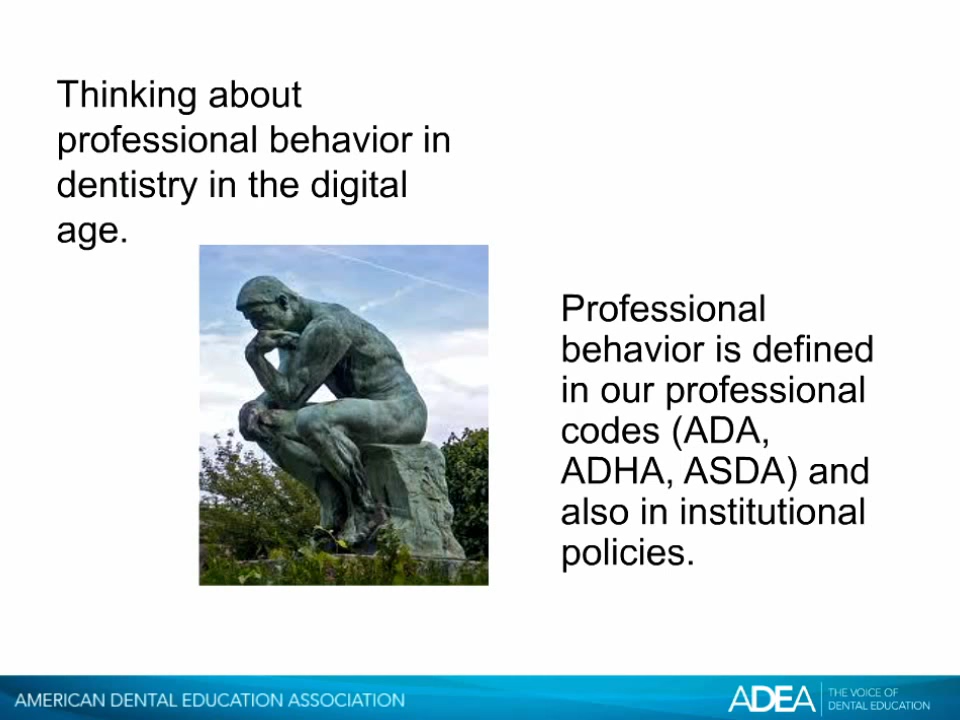 Thinking about
professional behavior in
dentistry in the digital
age.
Professional
behavior is defined
in our professional
codes (ADA,
ADHA, ASDA) and
also in institutional
policies.
AMERICAN DENTAL EDUCATION ASSOCIATION
ADEA
THE VOICE OF
DENTAL EDUCATION